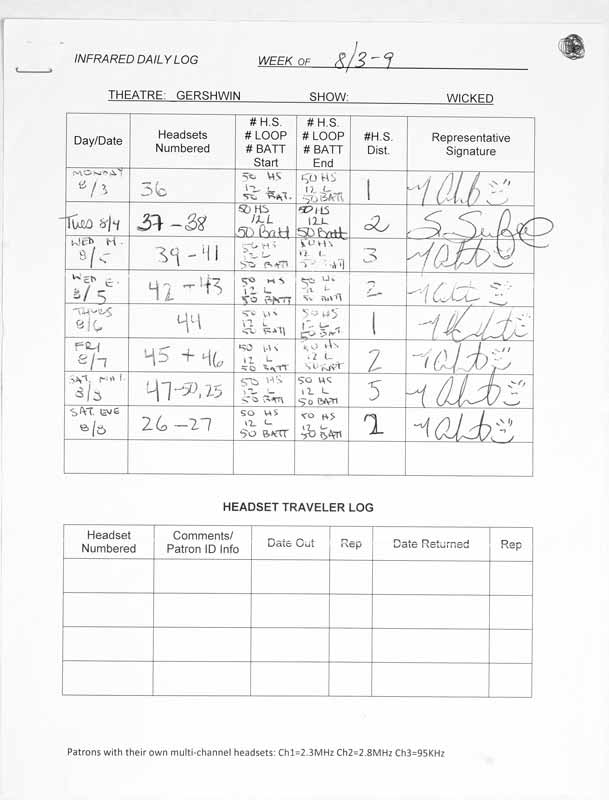 INFRARED DAILY LOG WEEK OF 8/3-9
THEATRE: GERSHWIN SHOW: WICKED
Day/Date Headsets Numbered # H.S. # LOOP # BATT Start # H.S. # LOOP # BATT End #H.S. Dist. Representative Signature
MONDAY 8/3 36 50 HS 12 L 50 BAT. 50 HS 12 L 50 BATT 1
Tues 8/4 37-38 50 HS 12 L 50 Batt 50 HS 12 L 50 Batt 2
WED M. 8/5 39-41 50 HS 12 L 50 BATT 50 HS 12 L 50 BATT 3
WED E. 8/5 42-43 50 HS 12 L 50 BATT 50 HS 12 L 50 BATT 2
THURS 8/6 44 50 HS 12 L 50 BATT 50 HS 12 L 50 BAT 1
FRI 8/7 45 + 46 50 HS 12 L 50 BATT 50 HS 12 L 50 BATT 2
SAT. MAT. 8/8 47-50,25 50 HS 12 L 50 BATT 50 HS 12 L 50 BATT 5
SAT. EVE 8/8 26-27 50 HS 12 L 50 BATT 50 HS 12 L 50 BATT 2
HEADSET TRAVELER LOG
Headset Numbered Comments/ Patron ID Info Date Out Rep Date Returned Rep
Patrons with their own multi-channel headsets: Ch1=2.3MHz Ch2=2.8MHz Ch3=95KHz